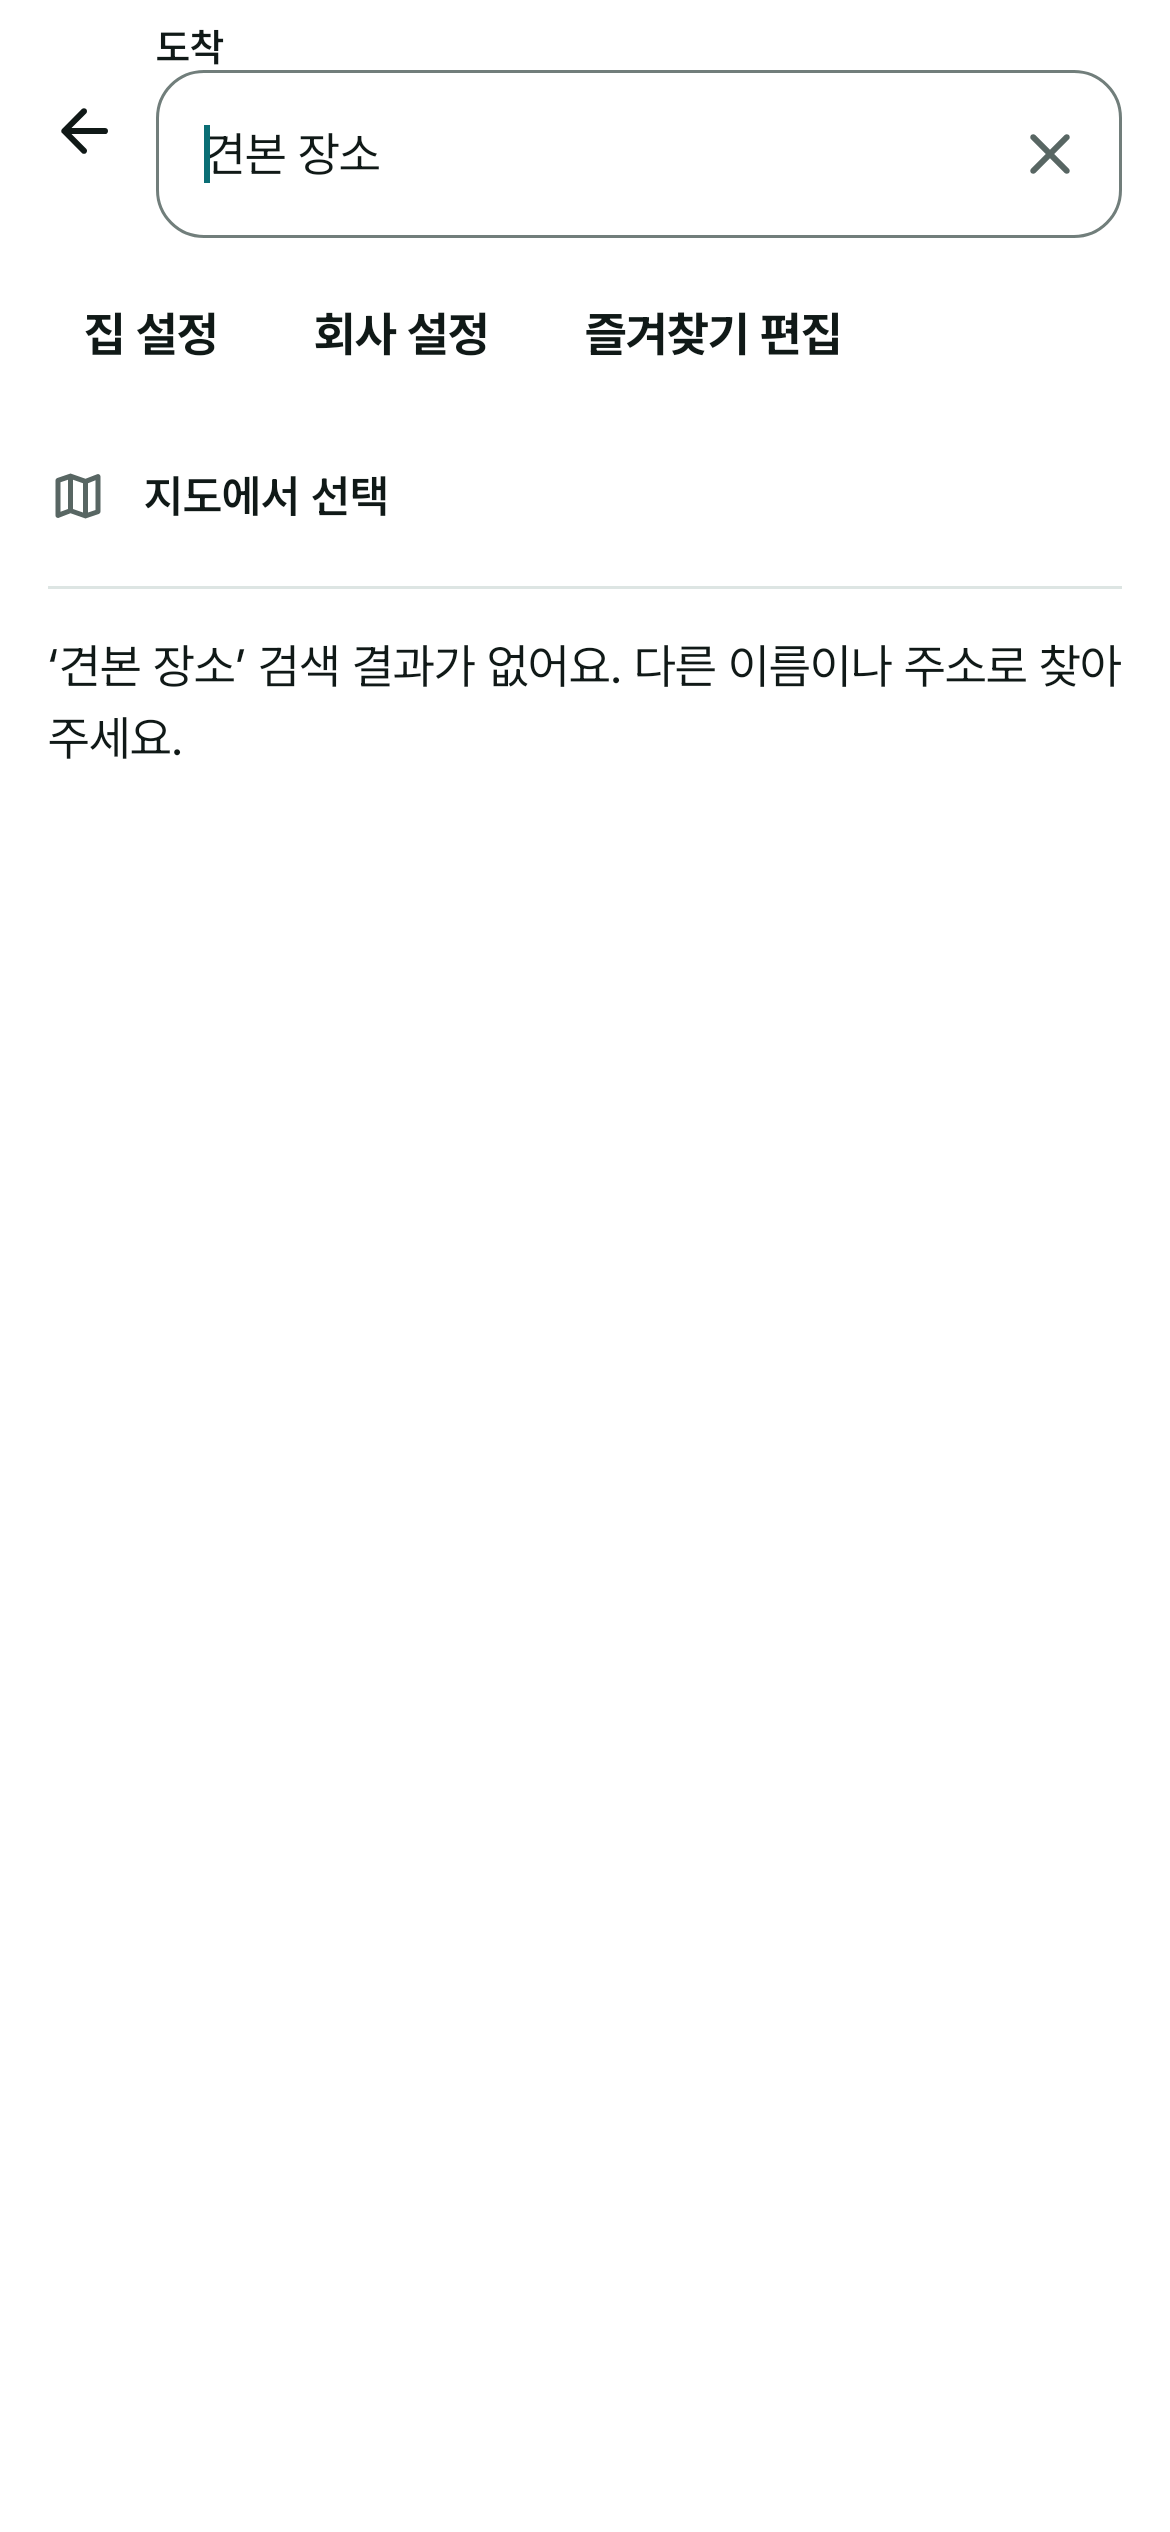 도착
견본 장소
집 설정 회사 설정 즐겨찾기 편집
지도에서 선택
‘견본 장소’ 검색 결과가 없어요. 다른 이름이나 주소로 찾아
주세요.